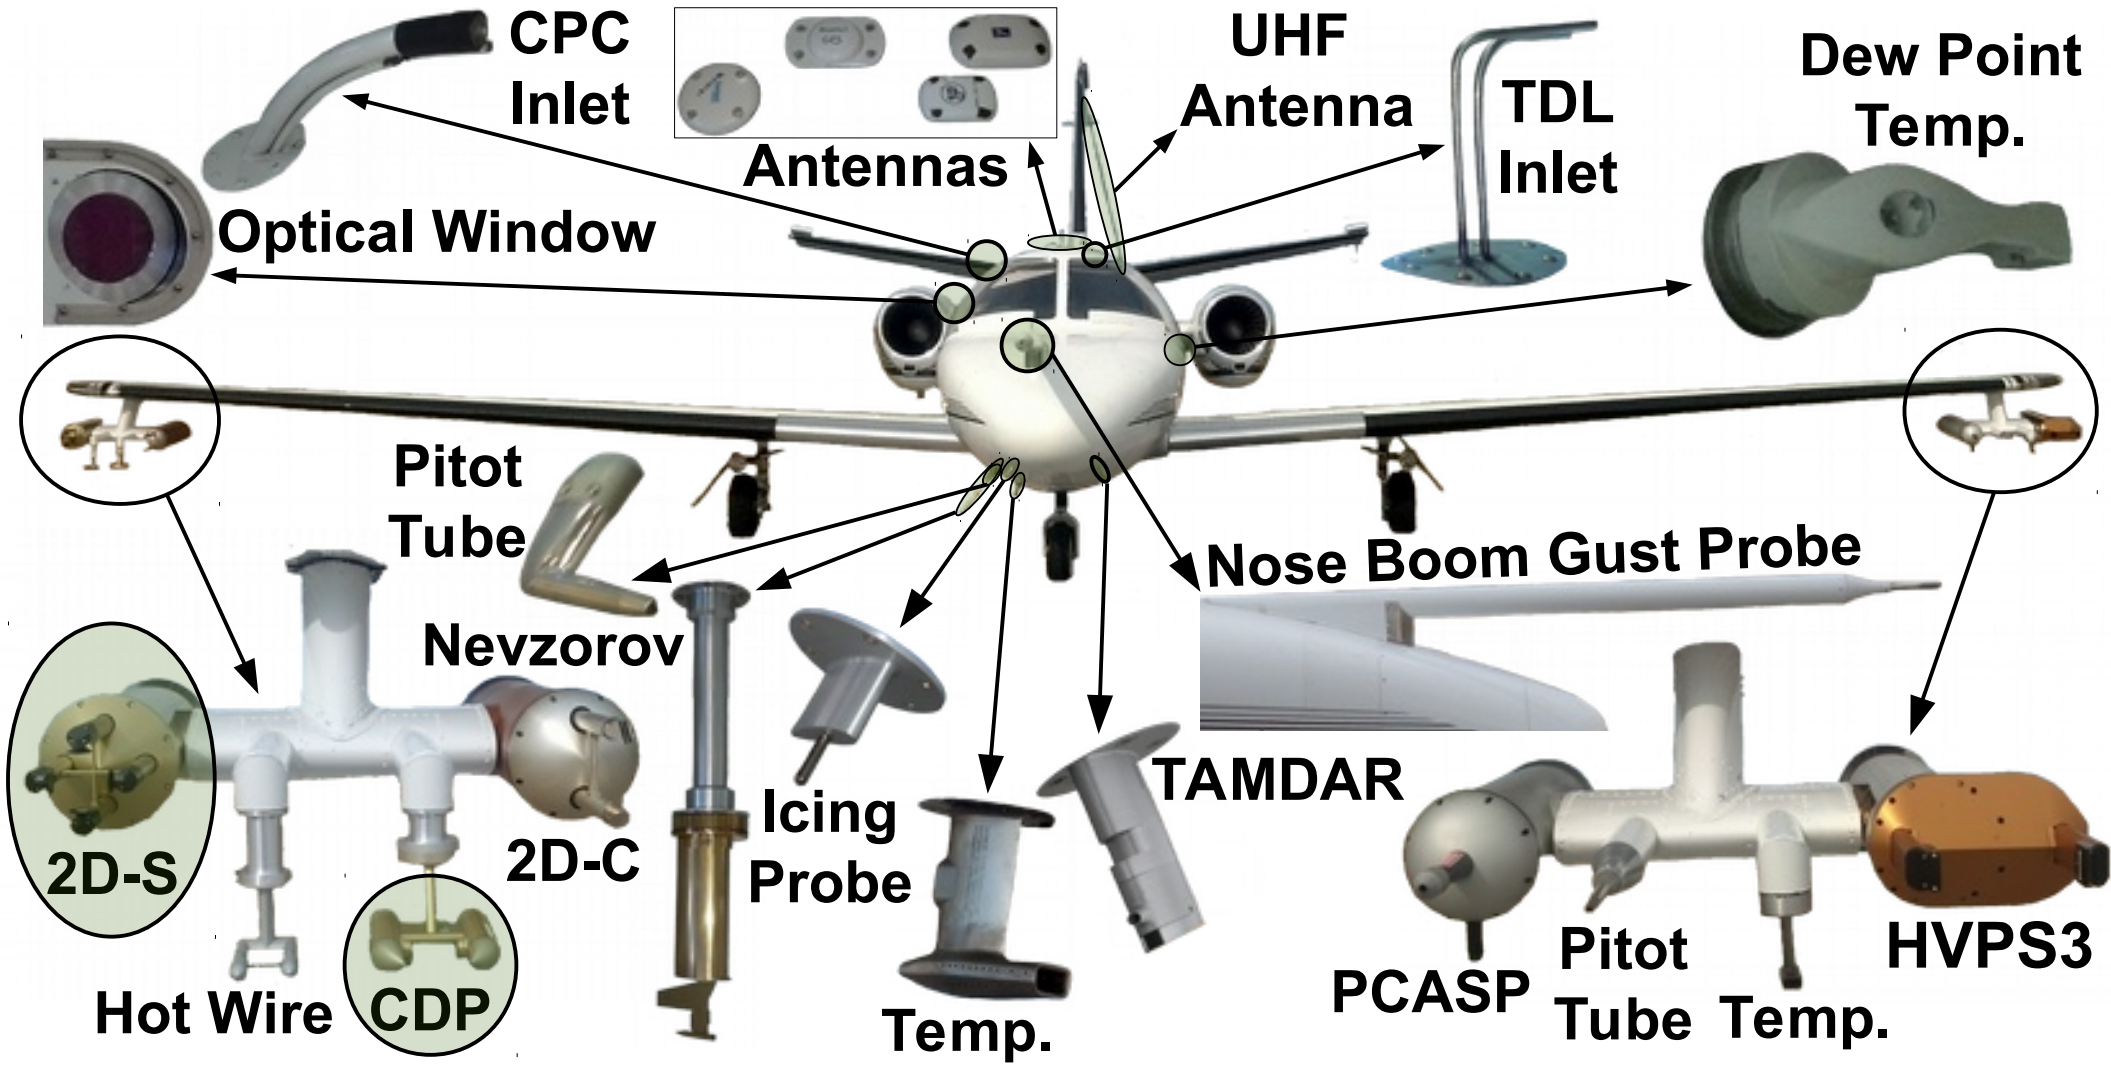 CPC
Inlet
Antennas
UHF
Antenna
TDL
Inlet
Dew Point
Temp.
Optical Window
Pitot
Tube
Nose Boom Gust Probe
Nevzorov
2D-S
Hot Wire
CDP
2D-C
Icing
Probe
Temp.
TAMDAR
PCASP
Pitot
Tube
Temp.
HVPS3